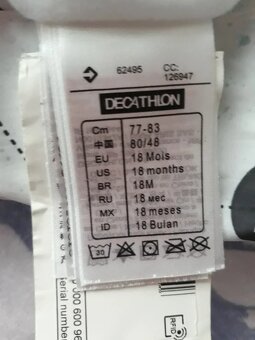 62495 CC:
126947
DECATHLON
Cm 77-83
中国 80/48
EU 18 Mois
US 18 months
BR 18M
RU 18 мес
MX 18 meses
ID 18 Bulan
30
000 600 96
serial number
RFID